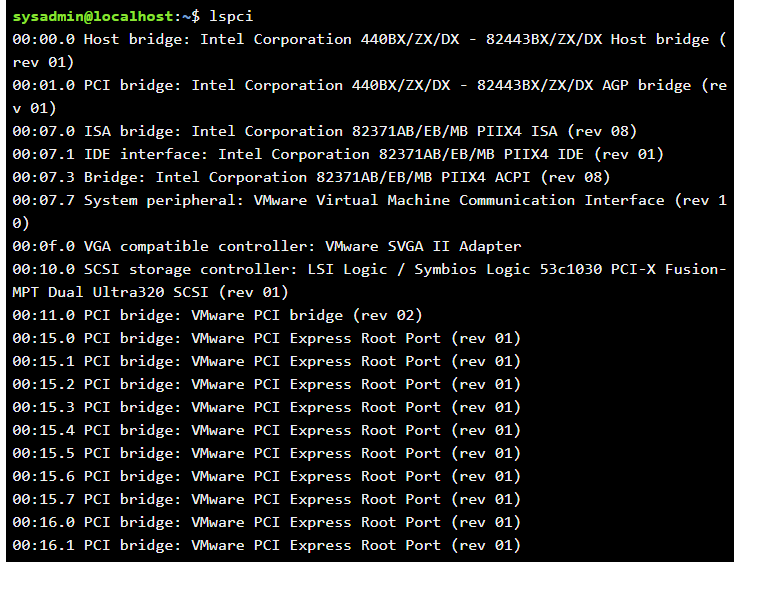 sysadmin@localhost:~$ lspci
00:00.0 Host bridge: Intel Corporation 440BX/ZX/DX - 82443BX/ZX/DX Host bridge (
rev 01)
00:01.0 PCI bridge: Intel Corporation 440BX/ZX/DX - 82443BX/ZX/DX AGP bridge (re
v 01)
00:07.0 ISA bridge: Intel Corporation 82371AB/EB/MB PIIX4 ISA (rev 08)
00:07.1 IDE interface: Intel Corporation 82371AB/EB/MB PIIX4 IDE (rev 01)
00:07.3 Bridge: Intel Corporation 82371AB/EB/MB PIIX4 ACPI (rev 08)
00:07.7 System peripheral: VMware Virtual Machine Communication Interface (rev 1
0)
00:0f.0 VGA compatible controller: VMware SVGA II Adapter
00:10.0 SCSI storage controller: LSI Logic / Symbios Logic 53c1030 PCI-X Fusion-
MPT Dual Ultra320 SCSI (rev 01)
00:11.0 PCI bridge: VMware PCI bridge (rev 02)
00:15.0 PCI bridge: VMware PCI Express Root Port (rev 01)
00:15.1 PCI bridge: VMware PCI Express Root Port (rev 01)
00:15.2 PCI bridge: VMware PCI Express Root Port (rev 01)
00:15.3 PCI bridge: VMware PCI Express Root Port (rev 01)
00:15.4 PCI bridge: VMware PCI Express Root Port (rev 01)
00:15.5 PCI bridge: VMware PCI Express Root Port (rev 01)
00:15.6 PCI bridge: VMware PCI Express Root Port (rev 01)
00:15.7 PCI bridge: VMware PCI Express Root Port (rev 01)
00:16.0 PCI bridge: VMware PCI Express Root Port (rev 01)
00:16.1 PCI bridge: VMware PCI Express Root Port (rev 01)